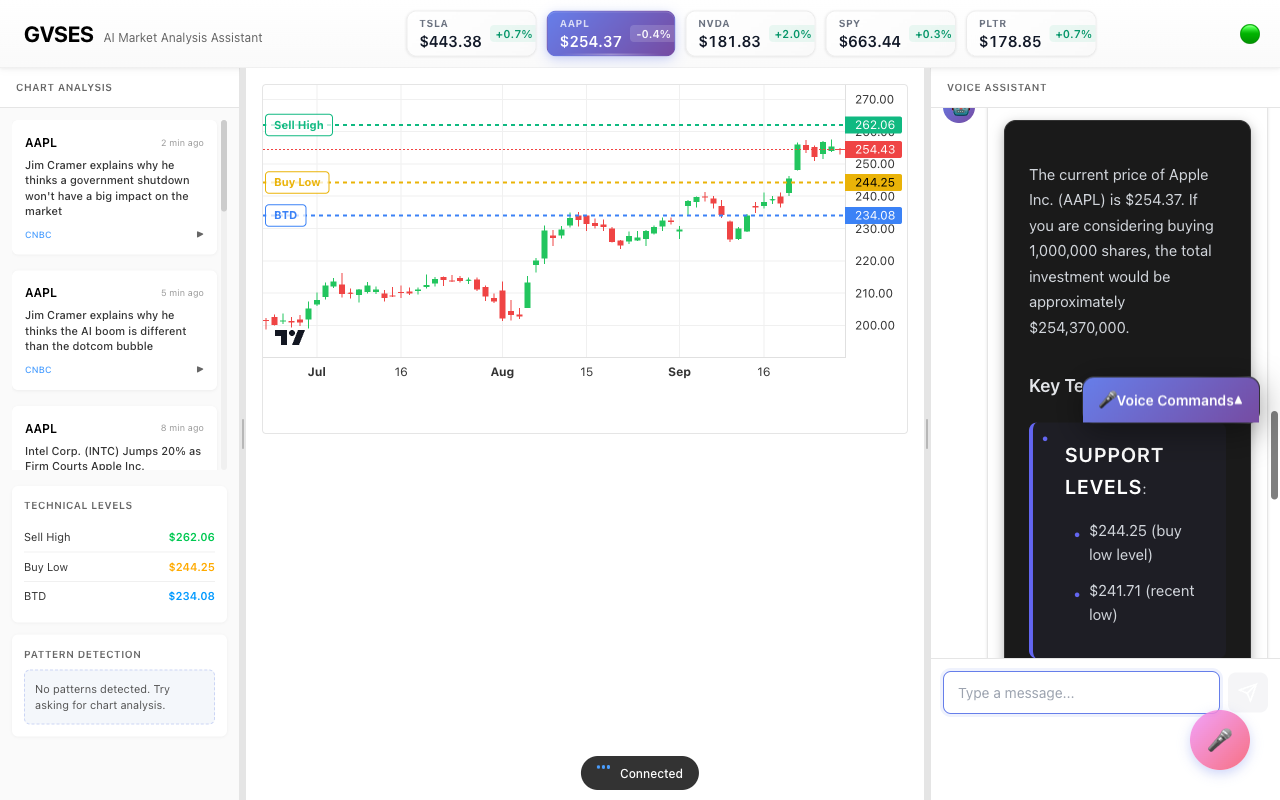 GVSES AI Market Analysis Assistant
TSLA
$443.38 +0.7%
AAPL
$254.37 -0.4%
NVDA
$181.83 +2.0%
SPY
$663.44 +0.3%
PLTR
$178.85 +0.7%
CHART ANALYSIS
AAPL 2 min ago
Jim Cramer explains why he
thinks a government shutdown
won't have a big impact on the
market
CNBC
AAPL 5 min ago
Jim Cramer explains why he
thinks the AI boom is different
than the dotcom bubble
CNBC
AAPL 8 min ago
Intel Corp. (INTC) Jumps 20% as
Firm Courts Apple Inc.
TECHNICAL LEVELS
Sell High $262.06
Buy Low $244.25
BTD $234.08
PATTERN DETECTION
No patterns detected. Try
asking for chart analysis.
270.00
Sell High 262.06
260.00
254.43
250.00
Buy Low 244.25
240.00
BTD 234.08
230.00
220.00
210.00
200.00
Jul 16 Aug 15 Sep 16
Connected
VOICE ASSISTANT
The current price of Apple
Inc. (AAPL) is $254.37. If
you are considering buying
1,000,000 shares, the total
investment would be
approximately
$254,370,000.
Key Te
Voice Commands
SUPPORT
LEVELS:
$244.25 (buy
low level)
$241.71 (recent
low)
Type a message...